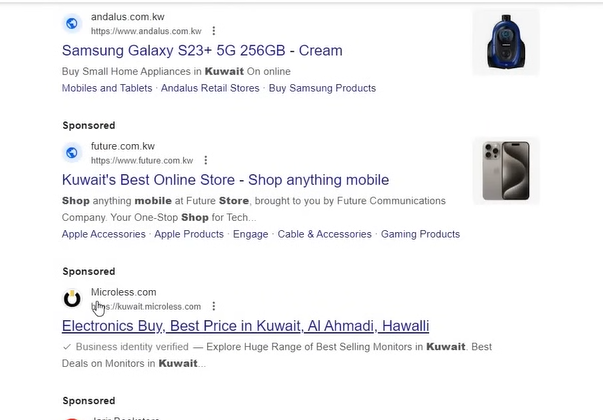 andalus.com.kw
https://www.andalus.com.kw
Samsung Galaxy S23+ 5G 256GB - Cream
Buy Small Home Appliances in Kuwait On online
Mobiles and Tablets · Andalus Retail Stores · Buy Samsung Products
Sponsored
future.com.kw
https://www.future.com.kw
Kuwait's Best Online Store - Shop anything mobile
Shop anything mobile at Future Store, brought to you by Future Communications
Company. Your One-Stop Shop for Tech...
Apple Accessories · Apple Products · Engage · Cable & Accessories · Gaming Products
Sponsored
Microless.com
https://kuwait.microless.com
Electronics Buy, Best Price in Kuwait, Al Ahmadi, Hawalli
Business identity verified — Explore Huge Range of Best Selling Monitors in Kuwait. Best
Deals on Monitors in Kuwait...
Sponsored